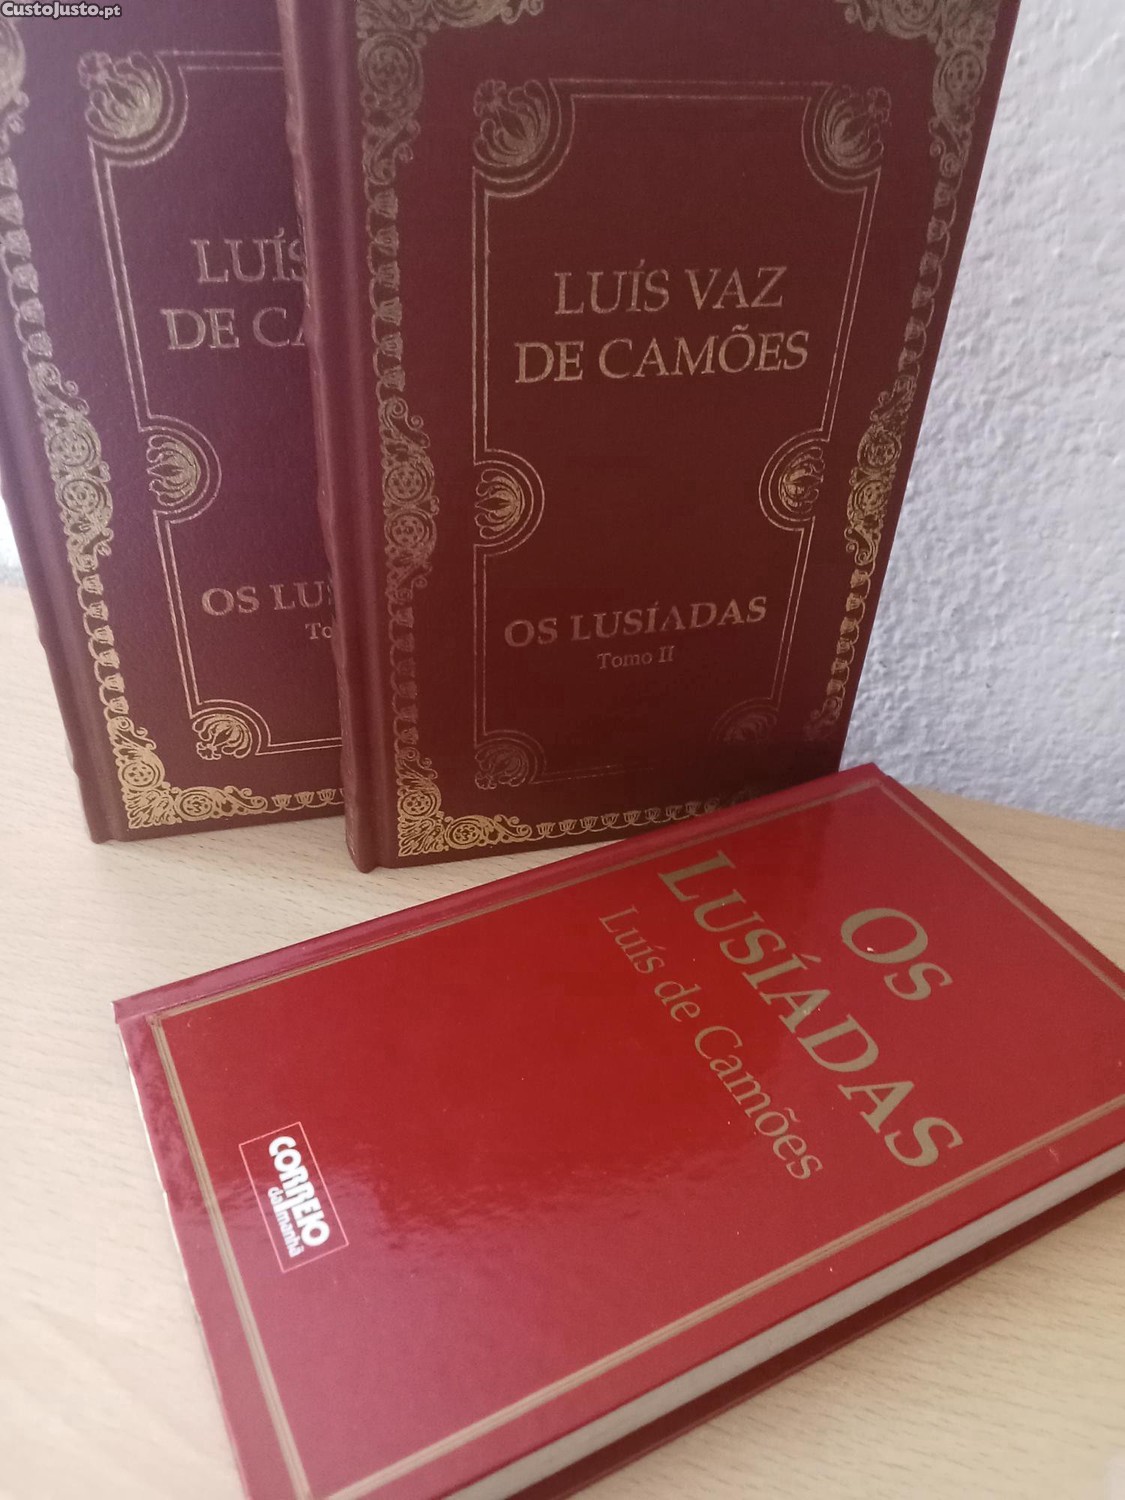 CustoJusto.pt
LUÍS
DE CA
OS LUS
To
LUÍS VAZ
DE CAMÕES
OS LUSÍADAS
Tomo II
OS
LUSÍADAS
Luís de Camões
CORREIO
da manhã